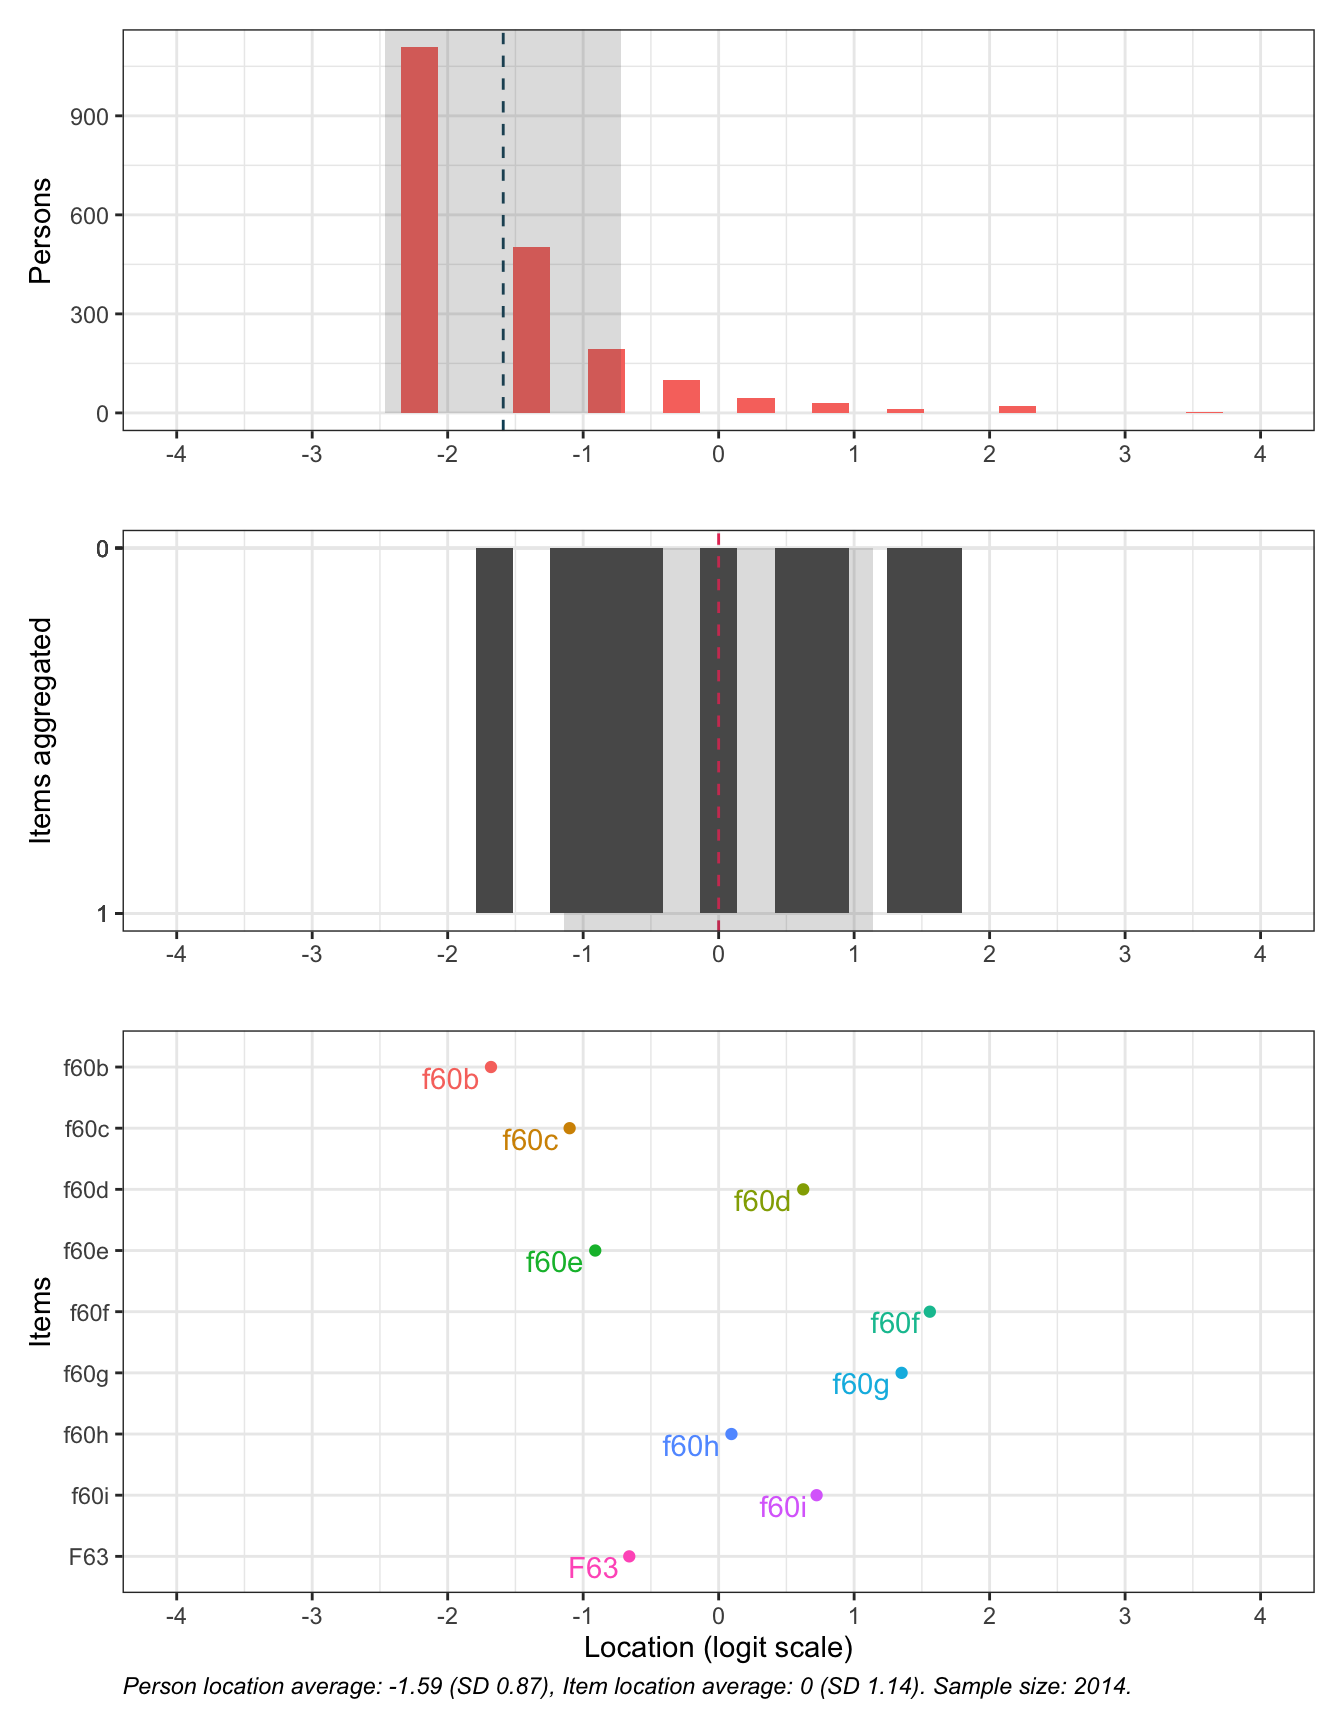 Persons
900
600
300
0
-4 -3 -2 -1 0 1 2 3 4
Items aggregated
0
1
-4 -3 -2 -1 0 1 2 3 4
Items
f60b f60b
f60c f60c
f60d f60d
f60e f60e
f60f f60f
f60g f60g
f60h f60h
f60i f60i
F63 F63
-4 -3 -2 -1 0 1 2 3 4
Location (logit scale)
Person location average: -1.59 (SD 0.87), Item location average: 0 (SD 1.14). Sample size: 2014.